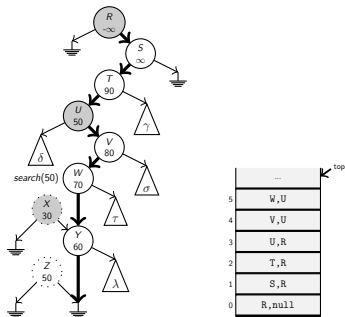 R
-∞
S
∞
T
90
U
50
γ
V
80
δ
search(50)
W
70
σ
X
30
τ
Y
60
Z
50
λ
top
...
5 W,U
4 V,U
3 U,R
2 T,R
1 S,R
0 R,null